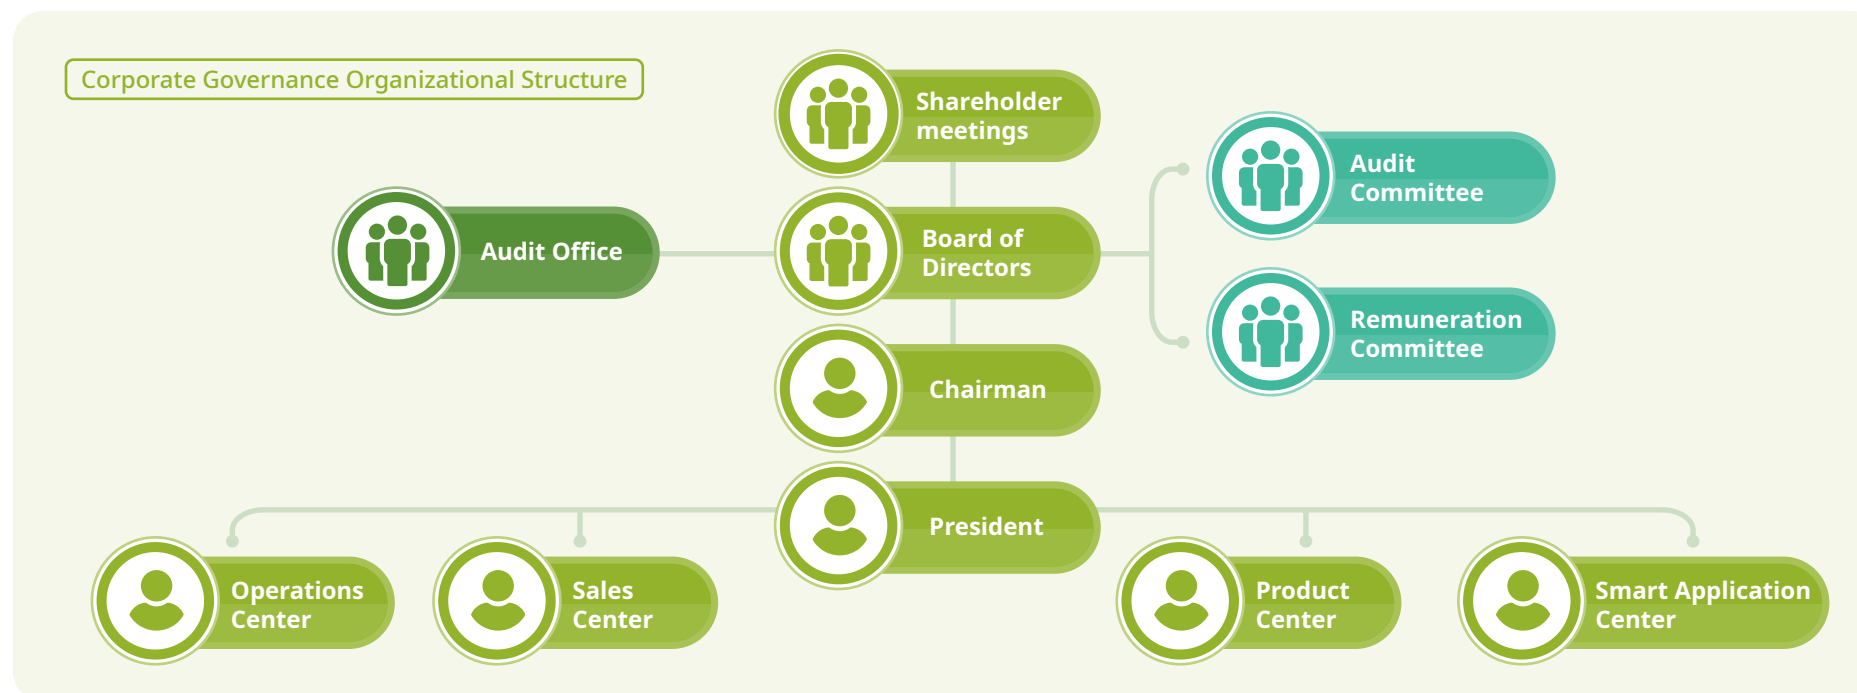 Corporate Governance Organizational Structure
Shareholder
meetings
Audit
Committee
Audit Office
Board of
Directors
Remuneration
Committee
Chairman
President
Operations
Center
Sales
Center
Product
Center
Smart Application
Center